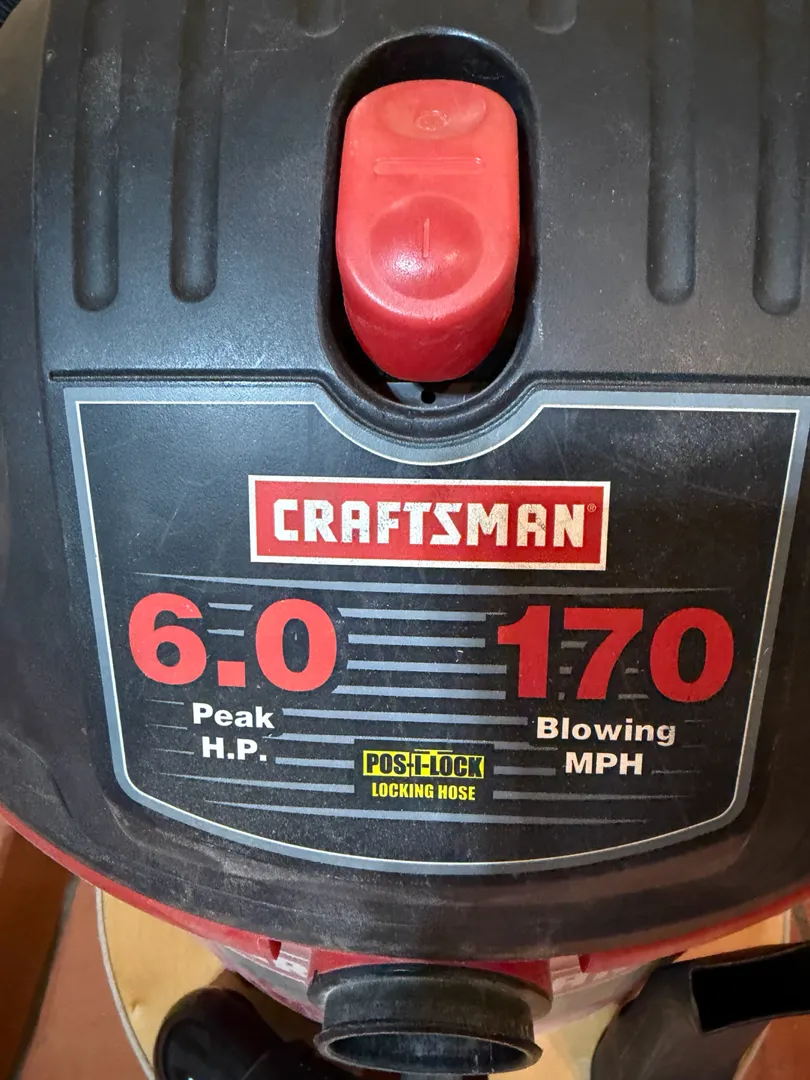 CRAFTSMAN®
6.0
Peak
H.P.
170
Blowing
MPH
POS-I-LOCK
LOCKING HOSE